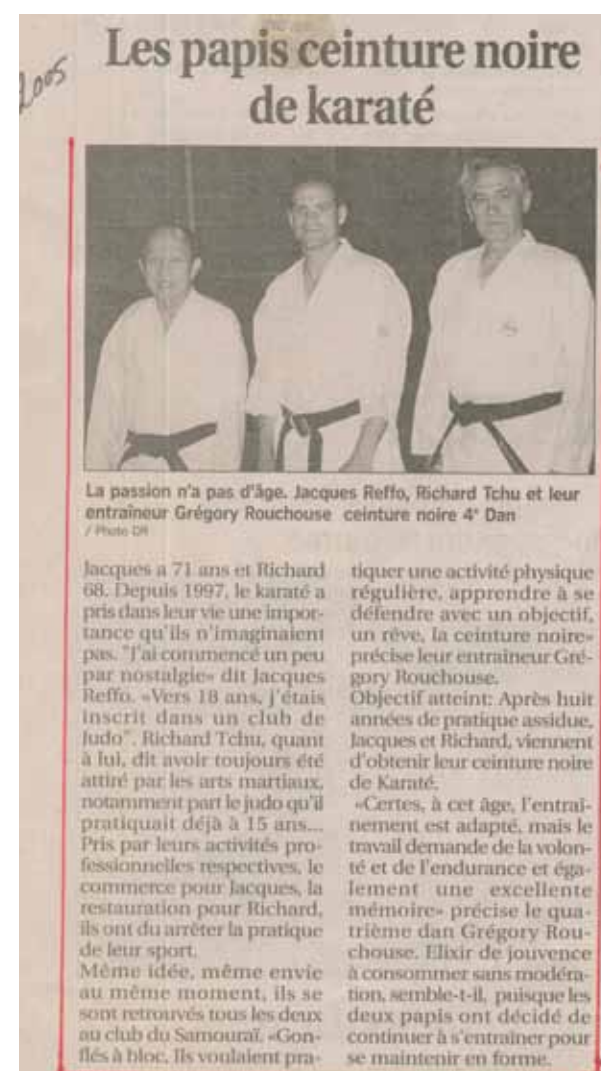 2005
Les papis ceinture noire
de karaté
La passion n'a pas d'âge. Jacques Reffo, Richard Tchu et leur
entraîneur Grégory Rouchouse ceinture noire 4e Dan
/ Photo DR
Jacques a 71 ans et Richard
68. Depuis 1997, le karaté a
pris dans leur vie une impor-
tance qu'ils n'imaginaient
pas. "J'ai commencé un peu
par nostalgie» dit Jacques
Reffo. «Vers 18 ans, j'étais
inscrit dans un club de
Judo". Richard Tchu, quant
à lui, dit avoir toujours été
attiré par les arts martiaux,
notamment part le judo qu'il
pratiquait déjà à 15 ans...
Pris par leurs activités pro-
fessionnelles respectives, le
commerce pour Jacques, la
restauration pour Richard,
ils ont du arrêter la pratique
de leur sport.
Même idée, même envie
au même moment, ils se
sont retrouvés tous les deux
au club du Samouraï. «Gon-
flés à bloc. Ils voulaient pra-
tiquer une activité physique
régulière, apprendre à se
défendre avec un objectif,
un rêve, la ceinture noire»
précise leur entraîneur Gré-
gory Rouchouse.
Objectif atteint: Après huit
années de pratique assidue,
Jacques et Richard, viennent
d'obtenir leur ceinture noire
de Karaté.
«Certes, à cet âge, l'entraî-
nement est adapté, mais le
travail demande de la volon-
té et de l'endurance et éga-
lement une excellente
mémoire» précise le qua-
trième dan Grégory Rou-
chouse. Elixir de jouvence
à consommer sans modéra-
tion, semble-t-il, puisque les
deux papis ont décidé de
continuer à s'entraîner pour
se maintenir en forme.